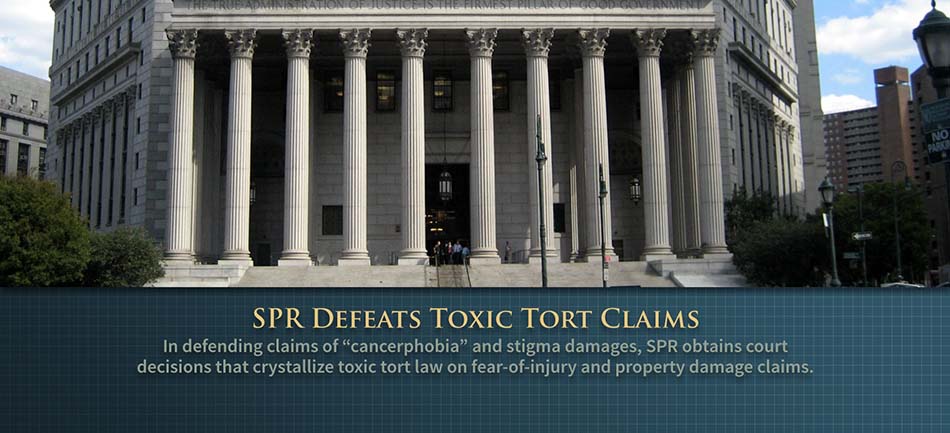 THE TRUE ADMINISTRATION OF JUSTICE IS THE FIRMEST PILLAR OF GOOD GOVERNMENT
SPR DEFEATS TOXIC TORT CLAIMS
In defending claims of “cancerphobia” and stigma damages, SPR obtains court
decisions that crystallize toxic tort law on fear-of-injury and property damage claims.